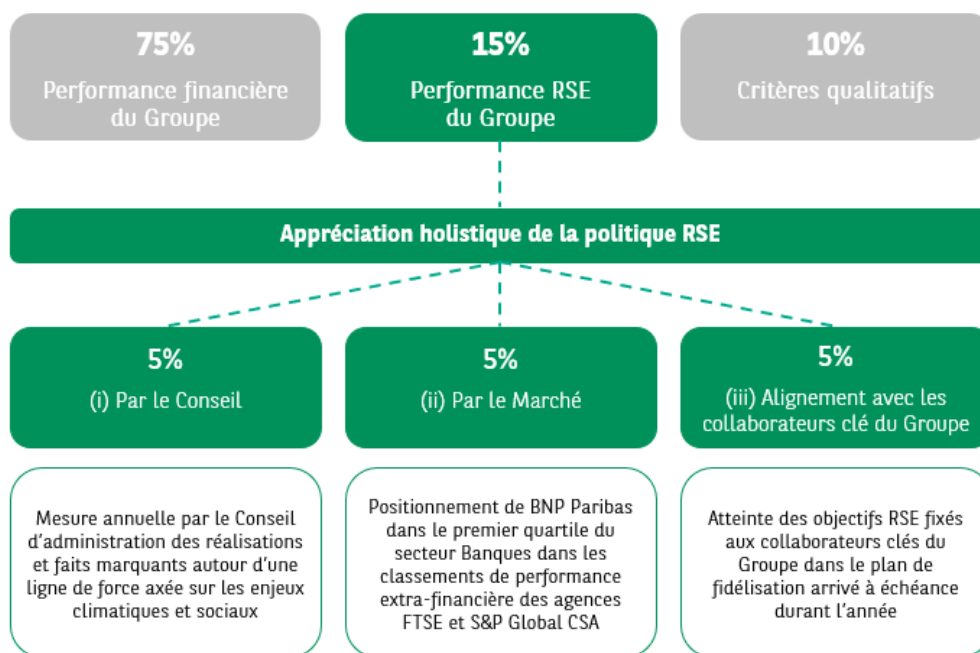 75%
Performance financière
du Groupe
15%
Performance RSE
du Groupe
10%
Critères qualitatifs
Appréciation holistique de la politique RSE
5%
(i) Par le Conseil
5%
(ii) Par le Marché
5%
(iii) Alignement avec les
collaborateurs clé du Groupe
Mesure annuelle par le Conseil
d'administration des réalisations
et faits marquants autour d'une
ligne de force axée sur les enjeux
climatiques et sociaux
Positionnement de BNP Paribas
dans le premier quartile du
secteur Banques dans les
classements de performance
extra-financière des agences
FTSE et S&P Global CSA
Atteinte des objectifs RSE fixés
aux collaborateurs clés du
Groupe dans le plan de
fidélisation arrivé à échéance
durant l'année